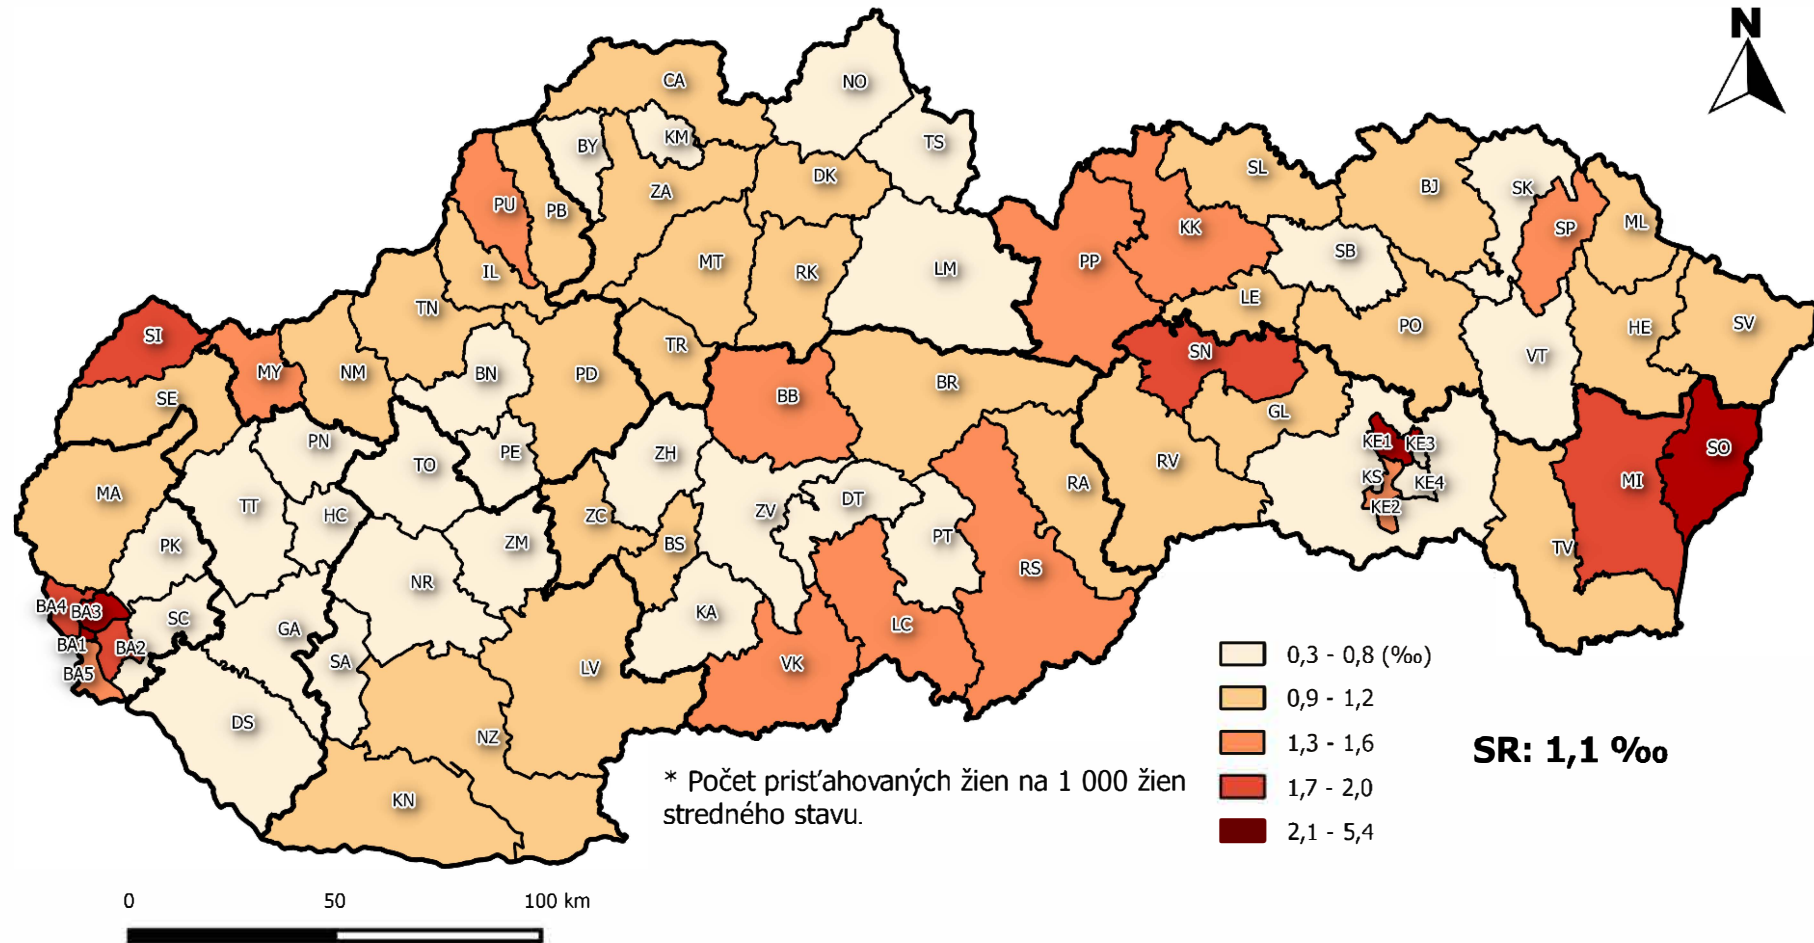 N
CA
NO
BY
KM
TS
PU
PB
ZA
DK
SL
BJ
SK
SP
ML
IL
MT
RK
LM
PP
KK
SB
TN
LE
SI
TR
PO
HE
SV
MY
NM
BN
PD
BB
BR
SN
VT
SE
GL
PN
TO
PE
ZH
KE1
KE3
SO
MA
TT
HC
ZC
ZV
DT
RA
RV
KS
KE4
MI
KE2
PK
ZM
BS
PT
TV
NR
RS
BA4
BA3
SC
GA
KA
LC
BA1
BA2
SA
LV
VK
BA5
DS
NZ
KN
0,3 - 0,8 (‰)
0,9 - 1,2
1,3 - 1,6
1,7 - 2,0
2,1 - 5,4
SR: 1,1 ‰
* Počet prisťahovaných žien na 1 000 žien
stredného stavu.
0 50 100 km